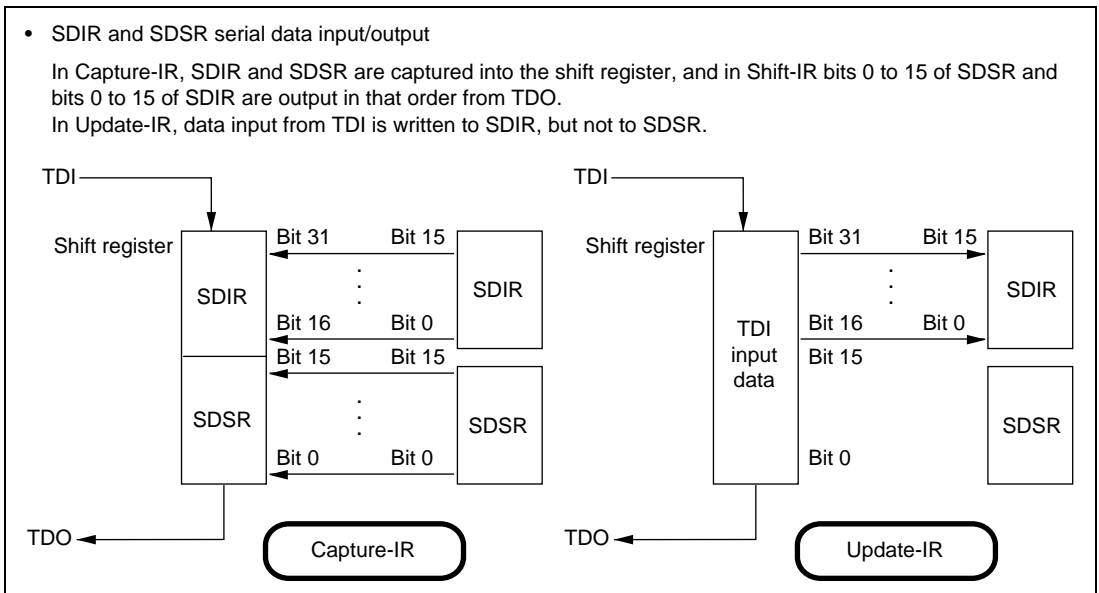 • SDIR and SDSR serial data input/output
In Capture-IR, SDIR and SDSR are captured into the shift register, and in Shift-IR bits 0 to 15 of SDSR and
bits 0 to 15 of SDIR are output in that order from TDO.
In Update-IR, data input from TDI is written to SDIR, but not to SDSR.
TDI
Shift register
SDIR
SDSR
Bit 31 Bit 15
.
.
.
Bit 16 Bit 0
Bit 15 Bit 15
.
.
.
Bit 0 Bit 0
SDIR
SDSR
TDO
Capture-IR
TDI
Shift register
TDI
input
data
Bit 31 Bit 15
.
.
.
Bit 16 Bit 0
Bit 15
Bit 0
SDIR
SDSR
TDO
Update-IR